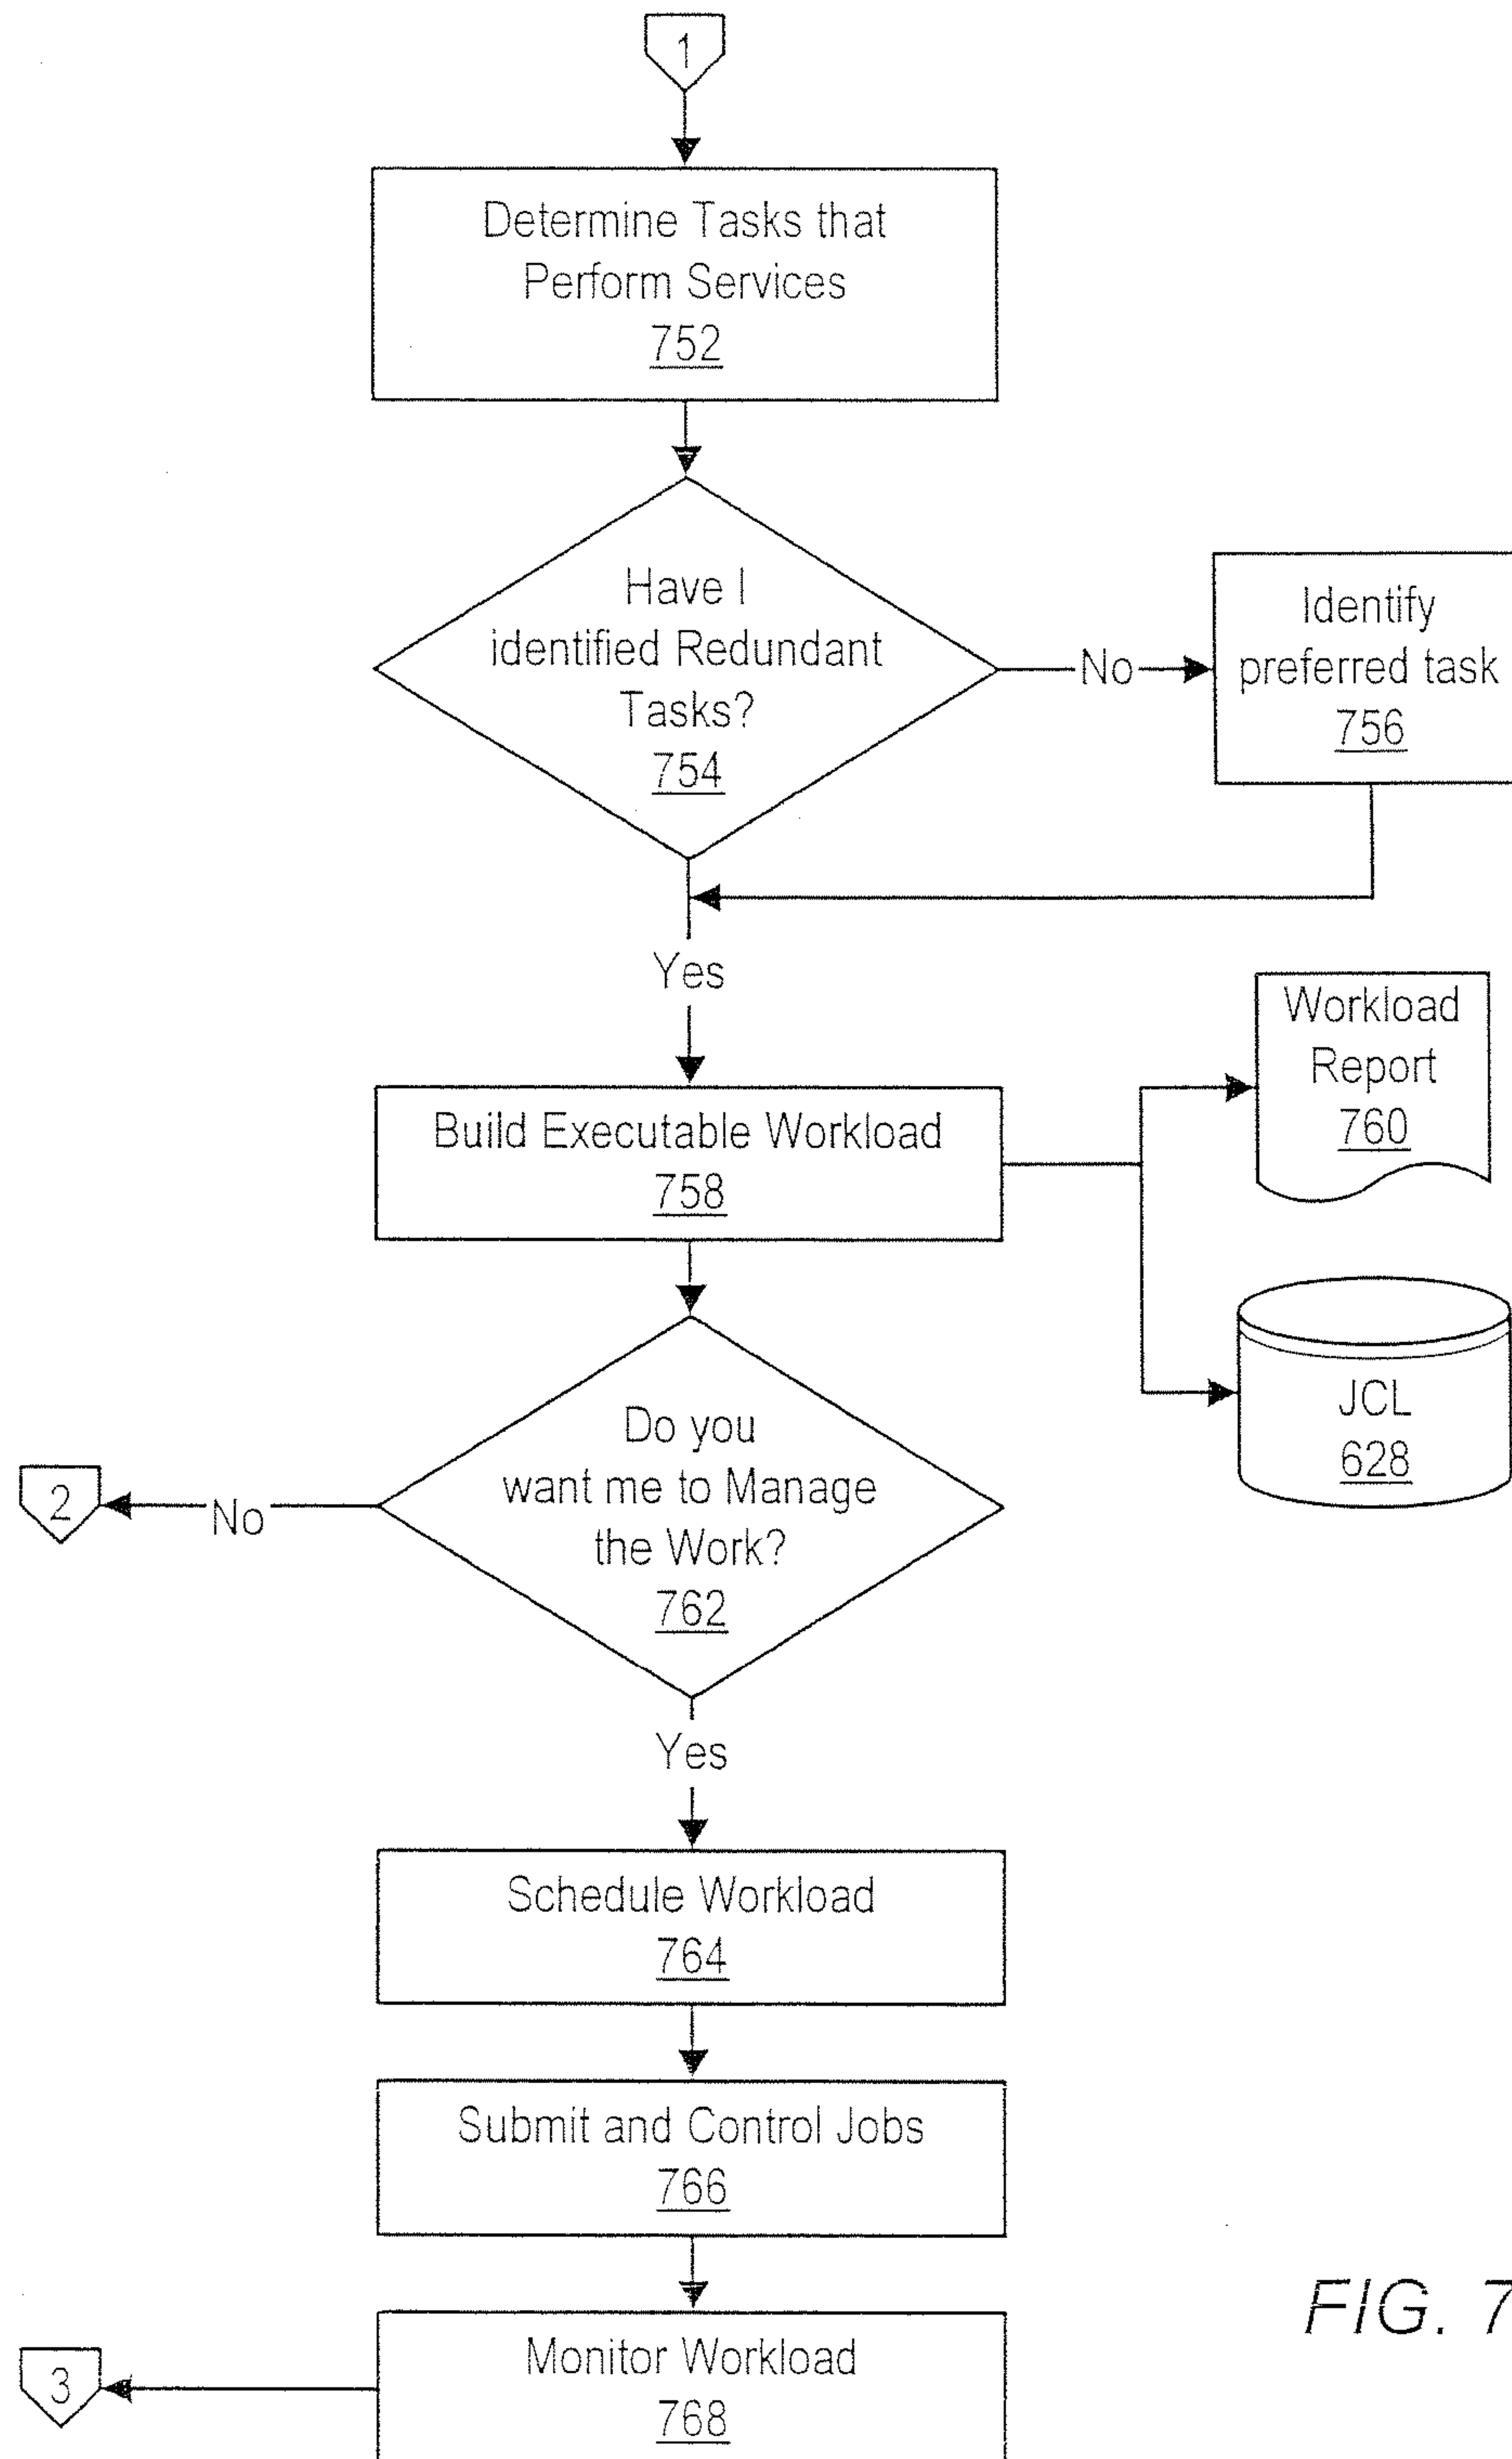 1
Determine Tasks that
Perform Services
752
Have I
identified Redundant
Tasks?
754
No
Identify
preferred task
756
Yes
Build Executable Workload
758
Workload
Report
760
JCL
628
Do you
want me to Manage
the Work?
762
No
2
Yes
Schedule Workload
764
Submit and Control Jobs
766
Monitor Workload
768
3
FIG. 7